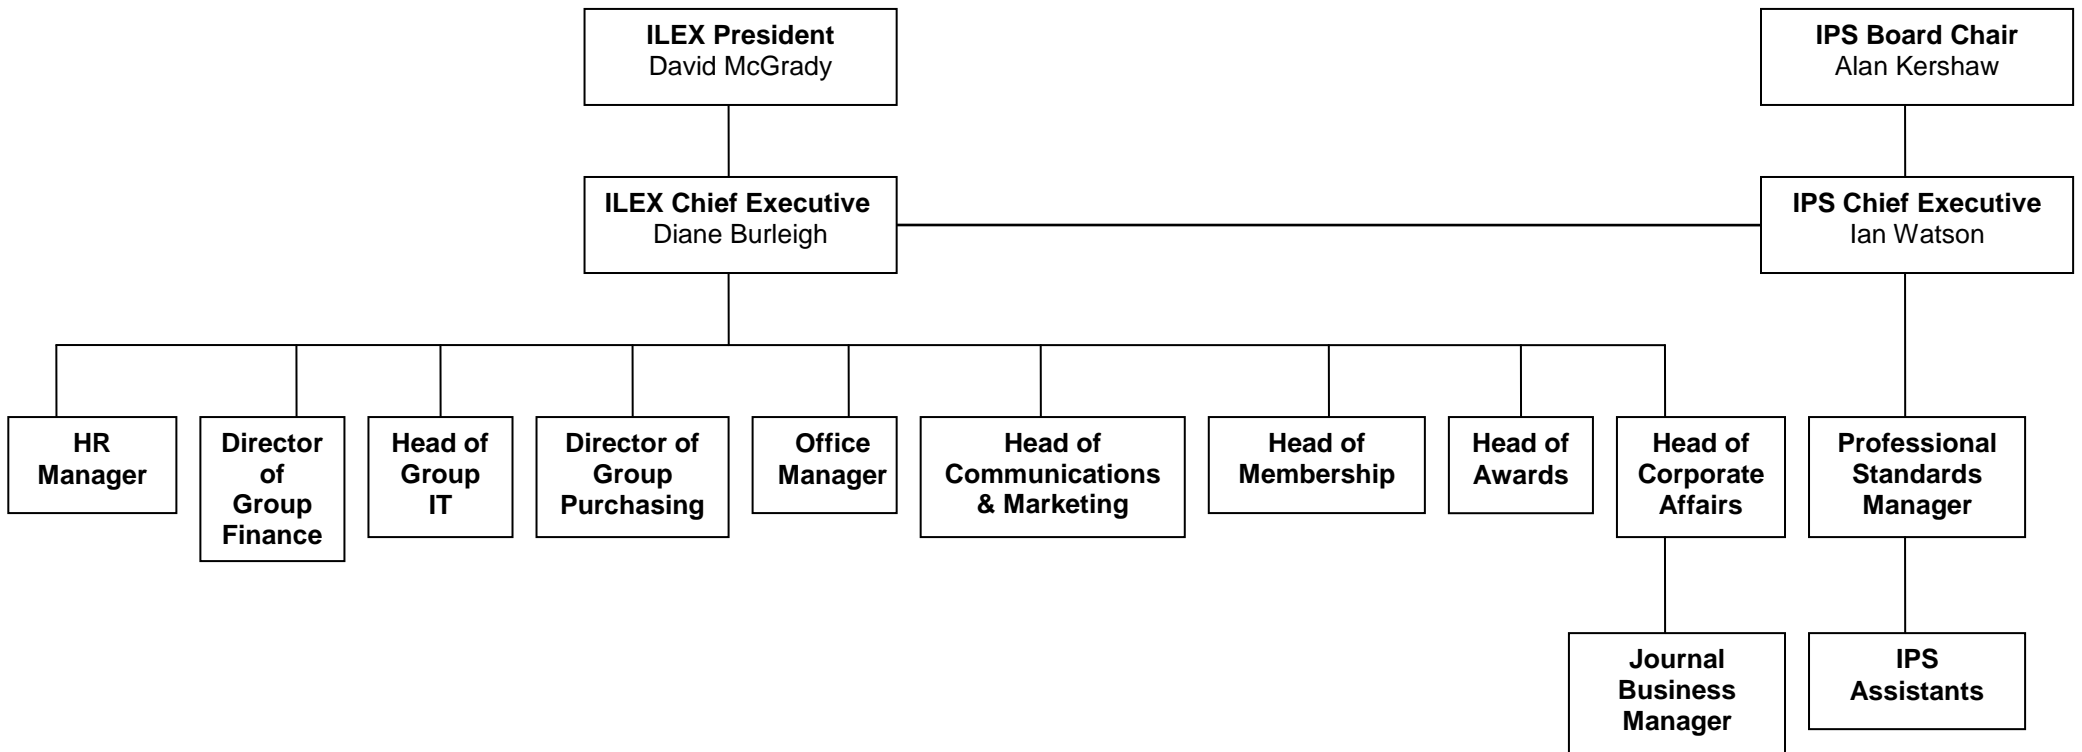 ILEX President
David McGrady
IPS Board Chair
Alan Kershaw
ILEX Chief Executive
Diane Burleigh
IPS Chief Executive
Ian Watson
HR
Manager
Director
of
Group
Finance
Head of
Group
IT
Director of
Group
Purchasing
Office
Manager
Head of
Communications
& Marketing
Head of
Membership
Head of
Awards
Head of
Corporate
Affairs
Professional
Standards
Manager
Journal
Business
Manager
IPS
Assistants